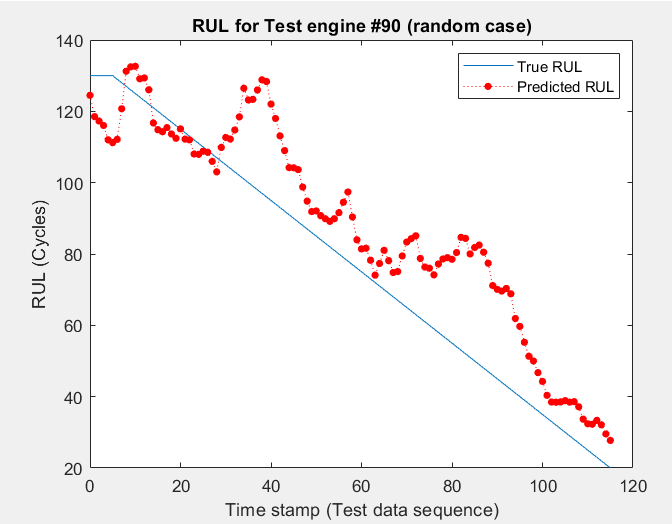 RUL for Test engine #90 (random case)
True RUL
Predicted RUL
RUL (Cycles)
140
120
100
80
60
40
20
0 20 40 60 80 100 120
Time stamp (Test data sequence)